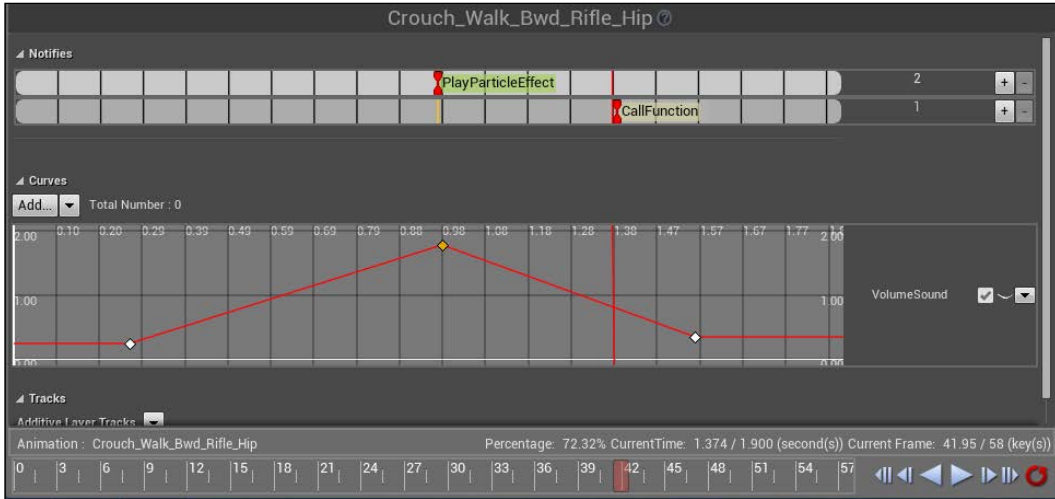 Crouch_Walk_Bwd_Rifle_Hip
Notifies
PlayParticleEffect 2 + -
CallFunction 1 + -
Curves
Add... Total Number : 0
0.10 0.20 0.29 0.39 0.49 0.59 0.69 0.79 0.88 0.98 1.08 1.18 1.28 1.38 1.47 1.57 1.67 1.77
2.00 2.00
1.00 1.00 VolumeSound
0.00 0.00
Tracks
Additive Layer Tracks
Animation : Crouch_Walk_Bwd_Rifle_Hip Percentage: 72.32% CurrentTime: 1.374 / 1.900 (second(s)) Current Frame: 41.95 / 58 (key(s))
0 3 6 9 12 15 18 21 24 27 30 33 36 39 42 45 48 51 54 57